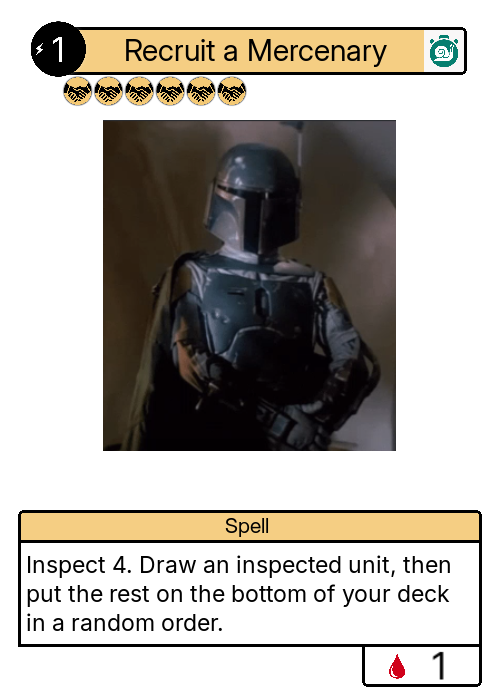 1 Recruit a Mercenary
Spell
Inspect 4. Draw an inspected unit, then
put the rest on the bottom of your deck
in a random order.
1